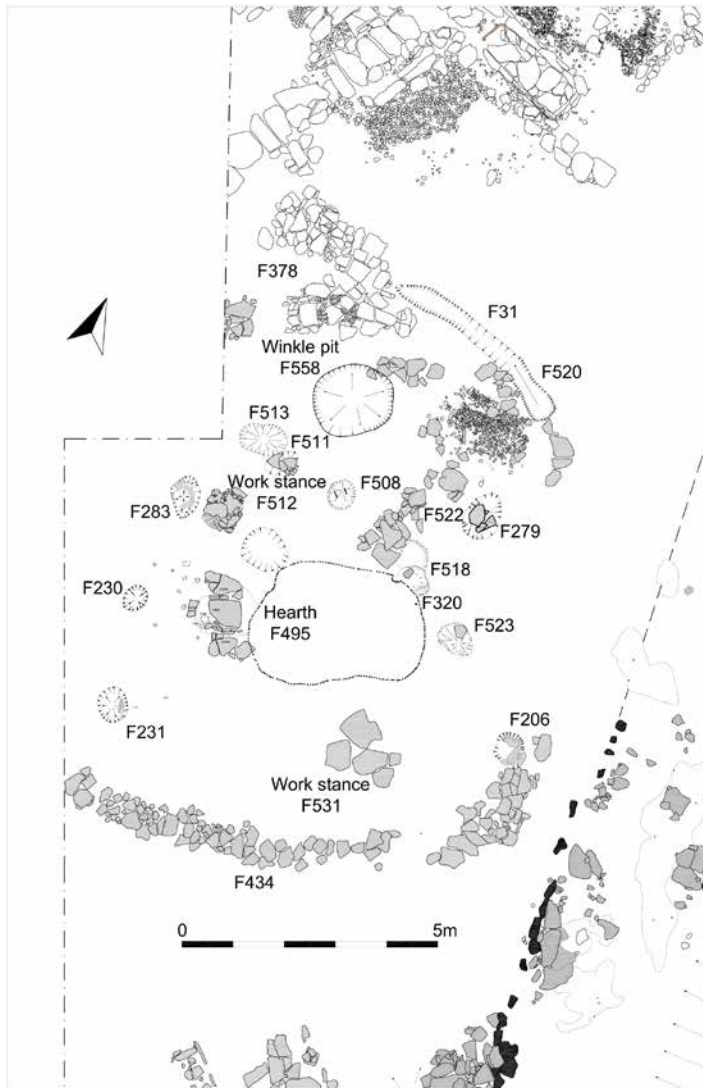 F378
F31
Winkle pit
F558
F520
F513
F511
Work stance
F512
F508
F283
F522
F279
F518
F230
F320
Hearth
F495
F523
F231
F206
Work stance
F531
F434
0
5m